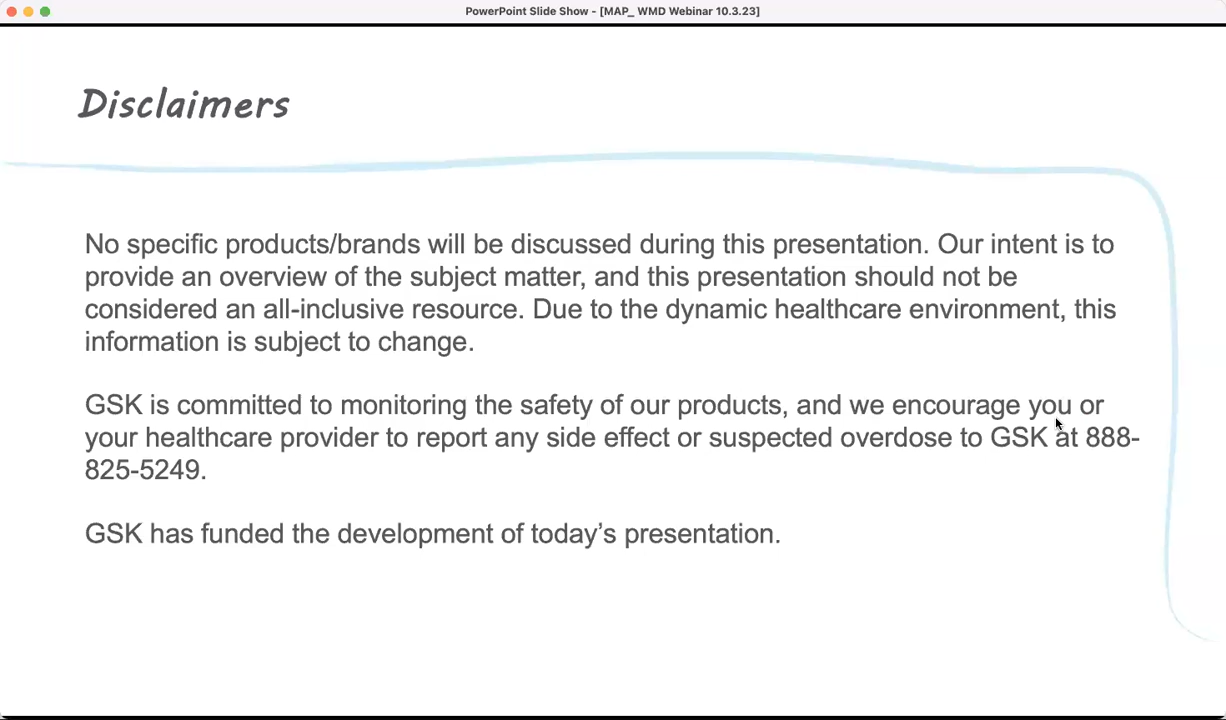 PowerPoint Slide Show - [MAP_ WMD Webinar 10.3.23]
Disclaimers
No specific products/brands will be discussed during this presentation. Our intent is to
provide an overview of the subject matter, and this presentation should not be
considered an all-inclusive resource. Due to the dynamic healthcare environment, this
information is subject to change.
GSK is committed to monitoring the safety of our products, and we encourage you or
your healthcare provider to report any side effect or suspected overdose to GSK at 888-
825-5249.
GSK has funded the development of today’s presentation.